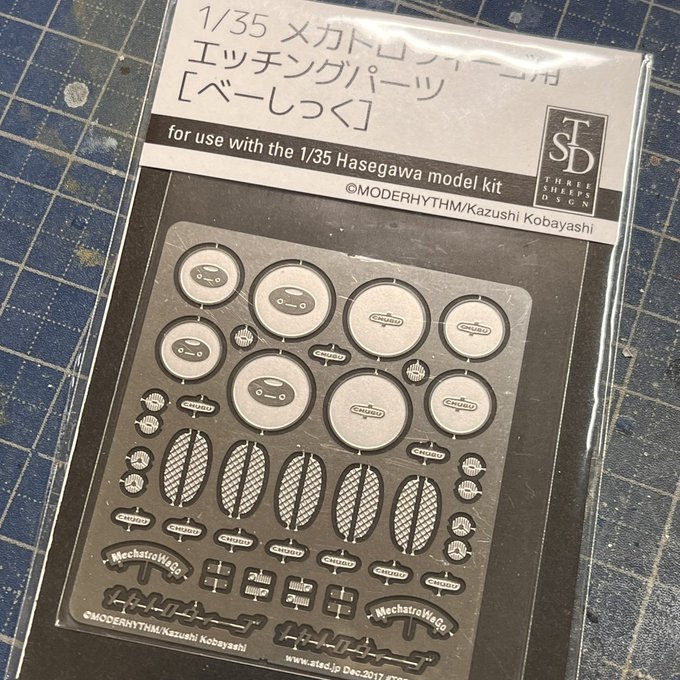 1/35 メカトロウィーゴ用
エッチングパーツ
［べーしっく］
for use with the 1/35 Hasegawa model kit
TSD
THREE
SHEEPS
DSGN
©MODERHYTHM/Kazushi Kobayashi
CHUBU
CHUBU
CHUBU
CHUBU
CHUBU
CHUBU
CHUBU
CHUBU
CHUBU
CHUBU
CHUBU
CHUBU
CHUBU
CHUBU
MechatroWeGo
MechatroWeGo
メカトロウィーゴ
メカトロウィーゴ
©MODERHYTHM/Kazushi Kobayashi
www.atsd.jp Dec.2017